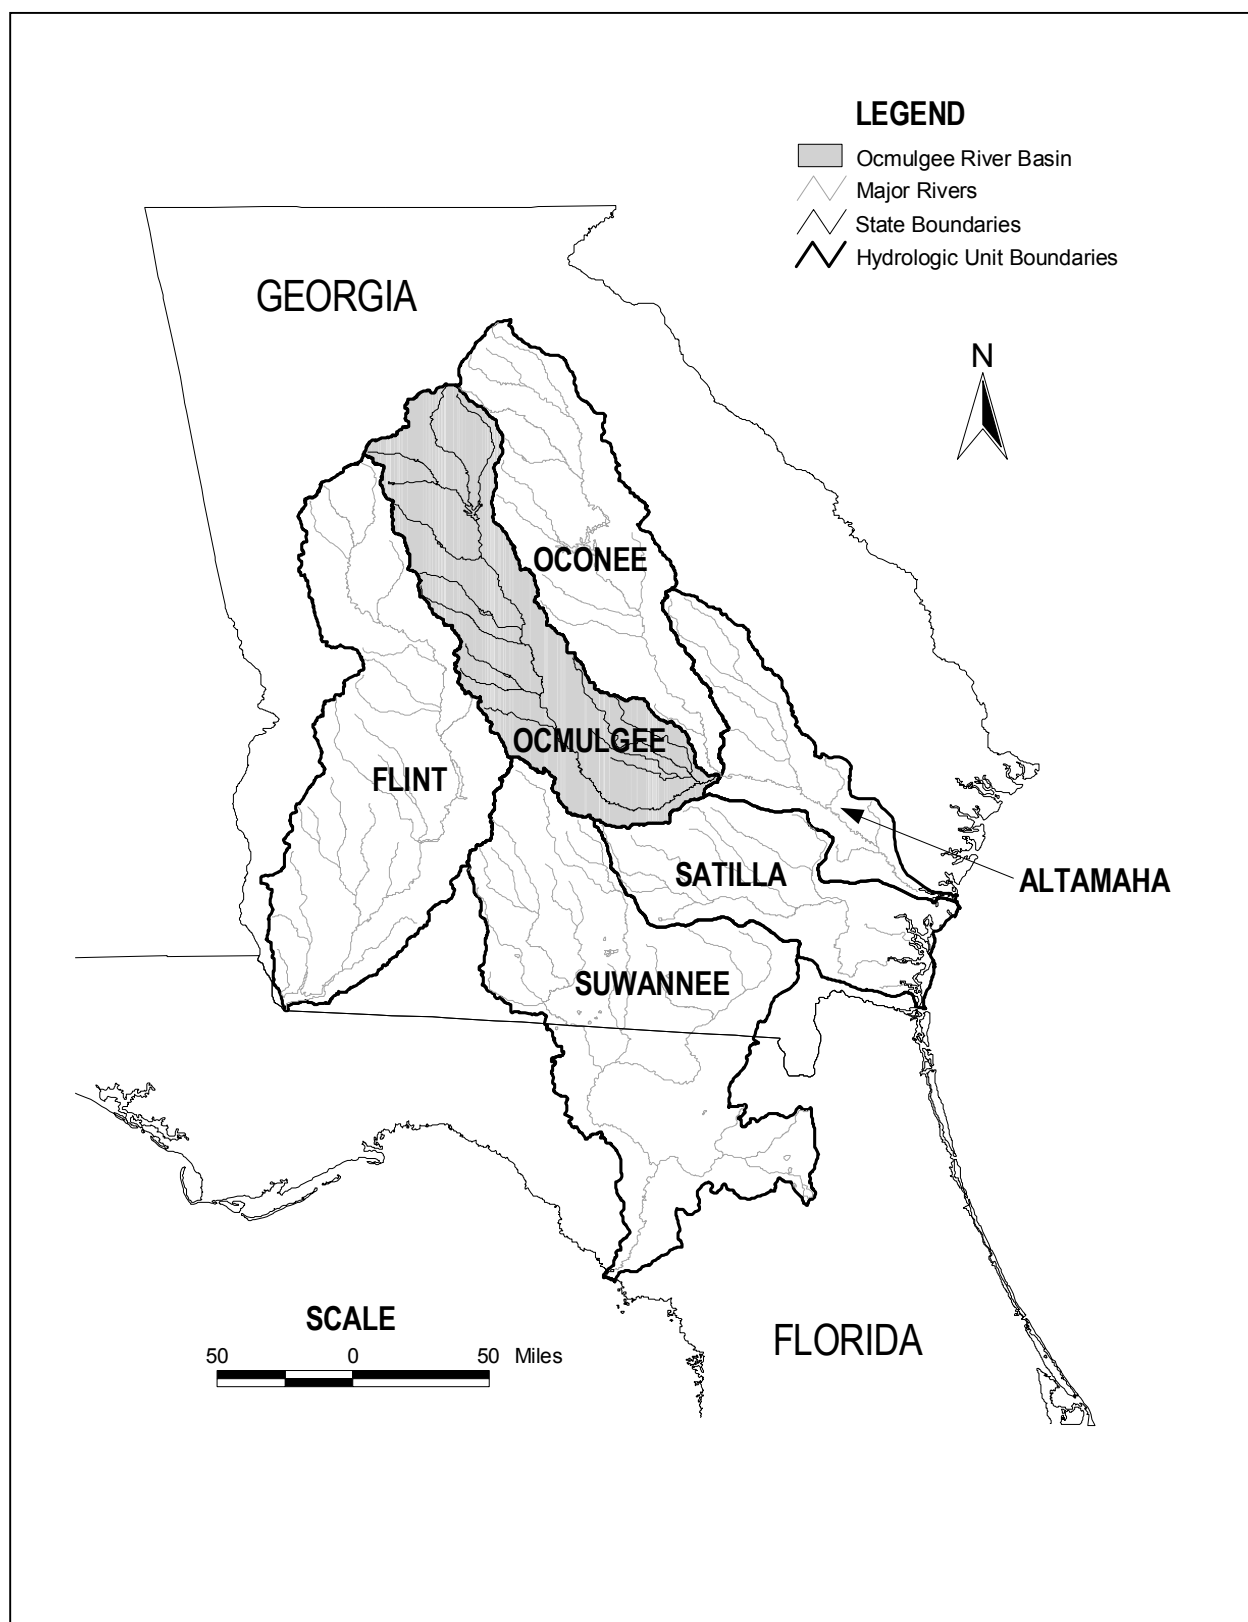 LEGEND
Ocmulgee River Basin
Major Rivers
State Boundaries
Hydrologic Unit Boundaries
GEORGIA
N
OCONEE
OCMULGEE
FLINT
SATILLA
ALTAMAHA
SUWANNEE
SCALE
50 0 50 Miles
FLORIDA